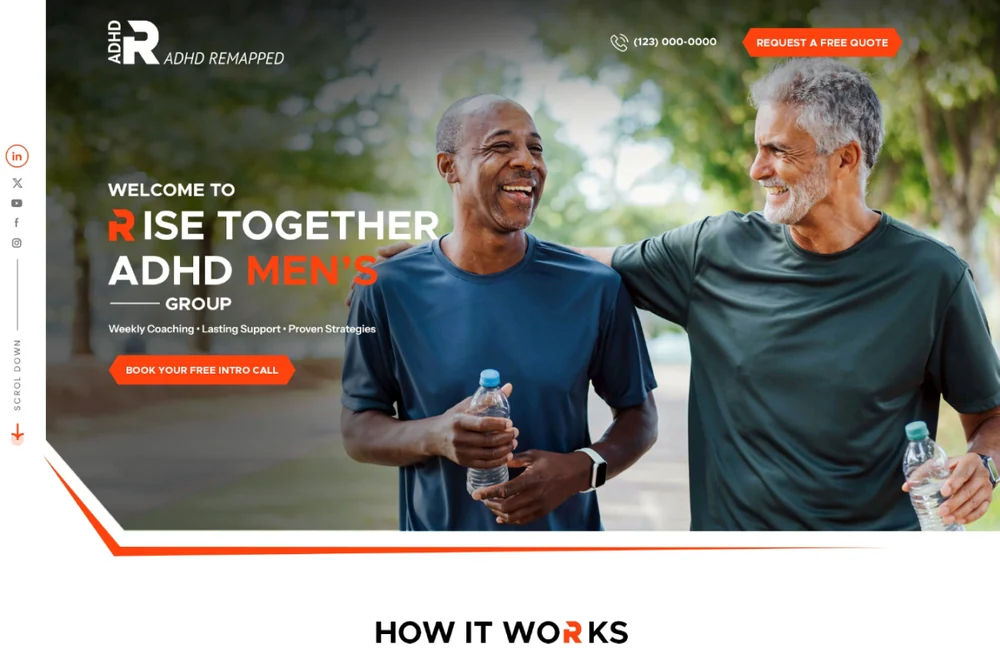 ADHD
R
ADHD REMAPPED
(123) 000-0000
REQUEST A FREE QUOTE
in
X
f
WELCOME TO
RISE TOGETHER
ADHD MEN'S
GROUP
Weekly Coaching • Lasting Support • Proven Strategies
BOOK YOUR FREE INTRO CALL
SCROL DOWN
HOW IT WORKS